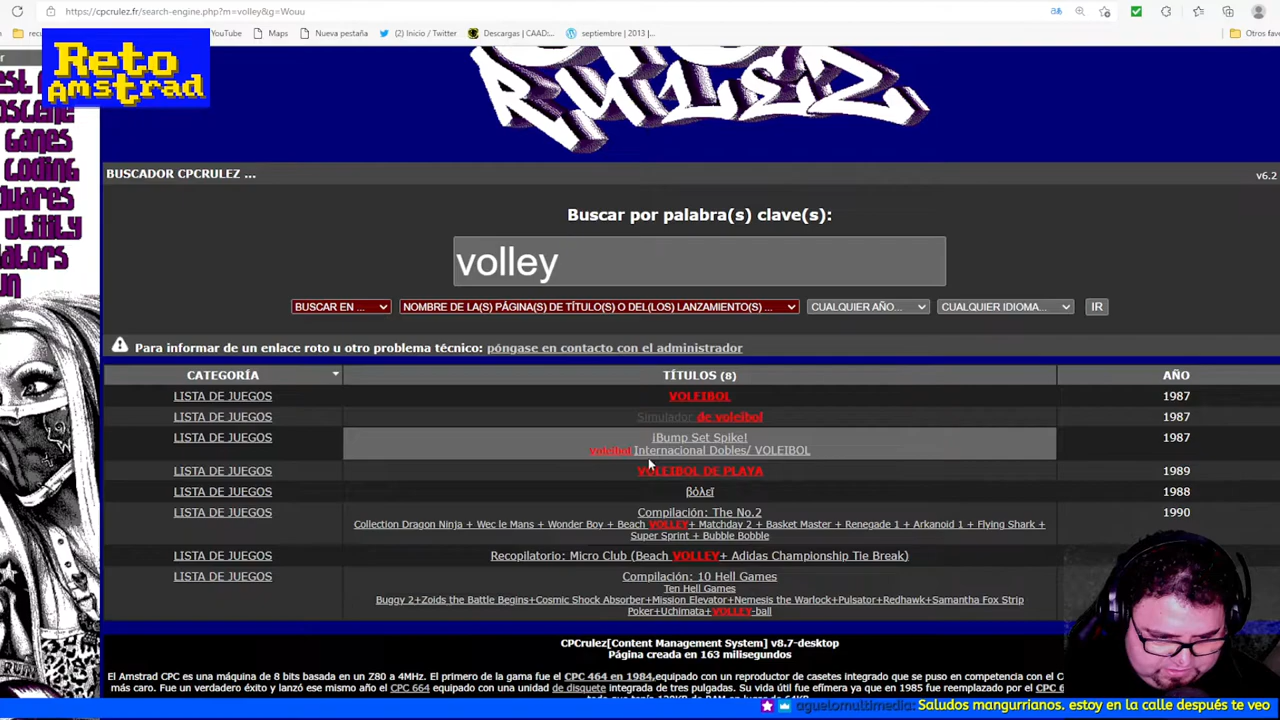 https://cpcrulez.fr/search-engine.php?m=volley&g=Wouu
YouTube
Maps
Nueva pestaña
(2) Inicio / Twitter
Descargas | CAAD:...
septiembre | 2013 |...
Otros fav
Reto
Amstrad
RULEZ
Games
coding
utility
BUSCADOR CPCRULEZ ...
v6.2
Buscar por palabra(s) clave(s):
volley
BUSCAR EN ...
NOMBRE DE LA(S) PÁGINA(S) DE TÍTULO(S) O DEL(LOS) LANZAMIENTO(S) ...
CUALQUIER AÑO...
CUALQUIER IDIOMA...
IR
Para informar de un enlace roto u otro problema técnico: póngase en contacto con el administrador
CATEGORÍA TÍTULOS (8) AÑO
LISTA DE JUEGOS VOLEIBOL 1987
LISTA DE JUEGOS Simulador de voleibol 1987
LISTA DE JUEGOS ¡Bump Set Spike! 1987
voleibol Internacional Dobles/ VOLEIBOL
LISTA DE JUEGOS VOLEIBOL DE PLAYA 1989
LISTA DE JUEGOS βόλεϊ 1988
LISTA DE JUEGOS Compilación: The No.2 1990
Collection Dragon Ninja + Wec le Mans + Wonder Boy + Beach VOLLEY+ Matchday 2 + Basket Master + Renegade 1 + Arkanoid 1 + Flying Shark +
Super Sprint + Bubble Bobble
LISTA DE JUEGOS Recopilatorio: Micro Club (Beach VOLLEY+ Adidas Championship Tie Break)
LISTA DE JUEGOS Compilación: 10 Hell Games
Ten Hell Games
Buggy 2+Zoids the Battle Begins+Cosmic Shock Absorber+Mission Elevator+Nemesis the Warlock+Pulsator+Redhawk+Samantha Fox Strip
Poker+Uchimata+VOLLEY-ball
CPCrulez[Content Management System] v8.7-desktop
Página creada en 163 milisegundos
El Amstrad CPC es una máquina de 8 bits basada en un Z80 a 4MHz. El primero de la gama fue el CPC 464 en 1984,equipado con un reproductor de casetes integrado que se puso en competencia con el C
más caro. Fue un verdadero éxito y lanzó ese mismo año el CPC 664 equipado con una unidad de disquete integrada de tres pulgadas. Su vida útil fue efímera ya que en 1985 fue reemplazado por el CPC 6
aguelomultimedia: Saludos mangurrianos. estoy en la calle después te veo